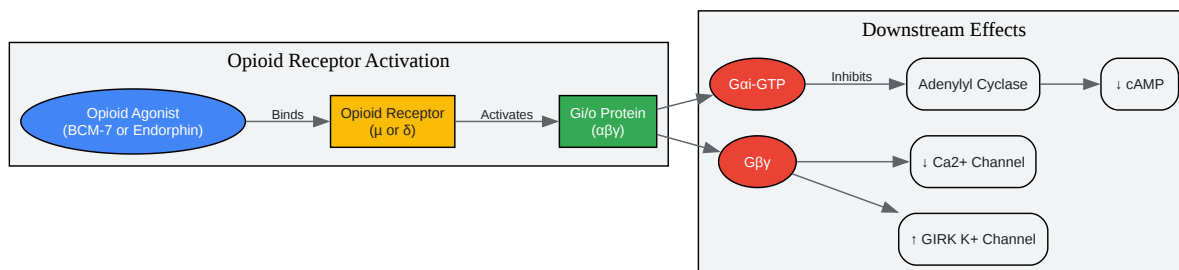 Opioid Receptor Activation
Opioid Agonist
(BCM-7 or Endorphin)
Binds
Opioid Receptor
(μ or δ)
Activates
Gi/o Protein
(αβγ)
Downstream Effects
Gαi-GTP
Inhibits
Adenylyl Cyclase
↓ cAMP
Gβγ
↓ Ca2+ Channel
↑ GIRK K+ Channel